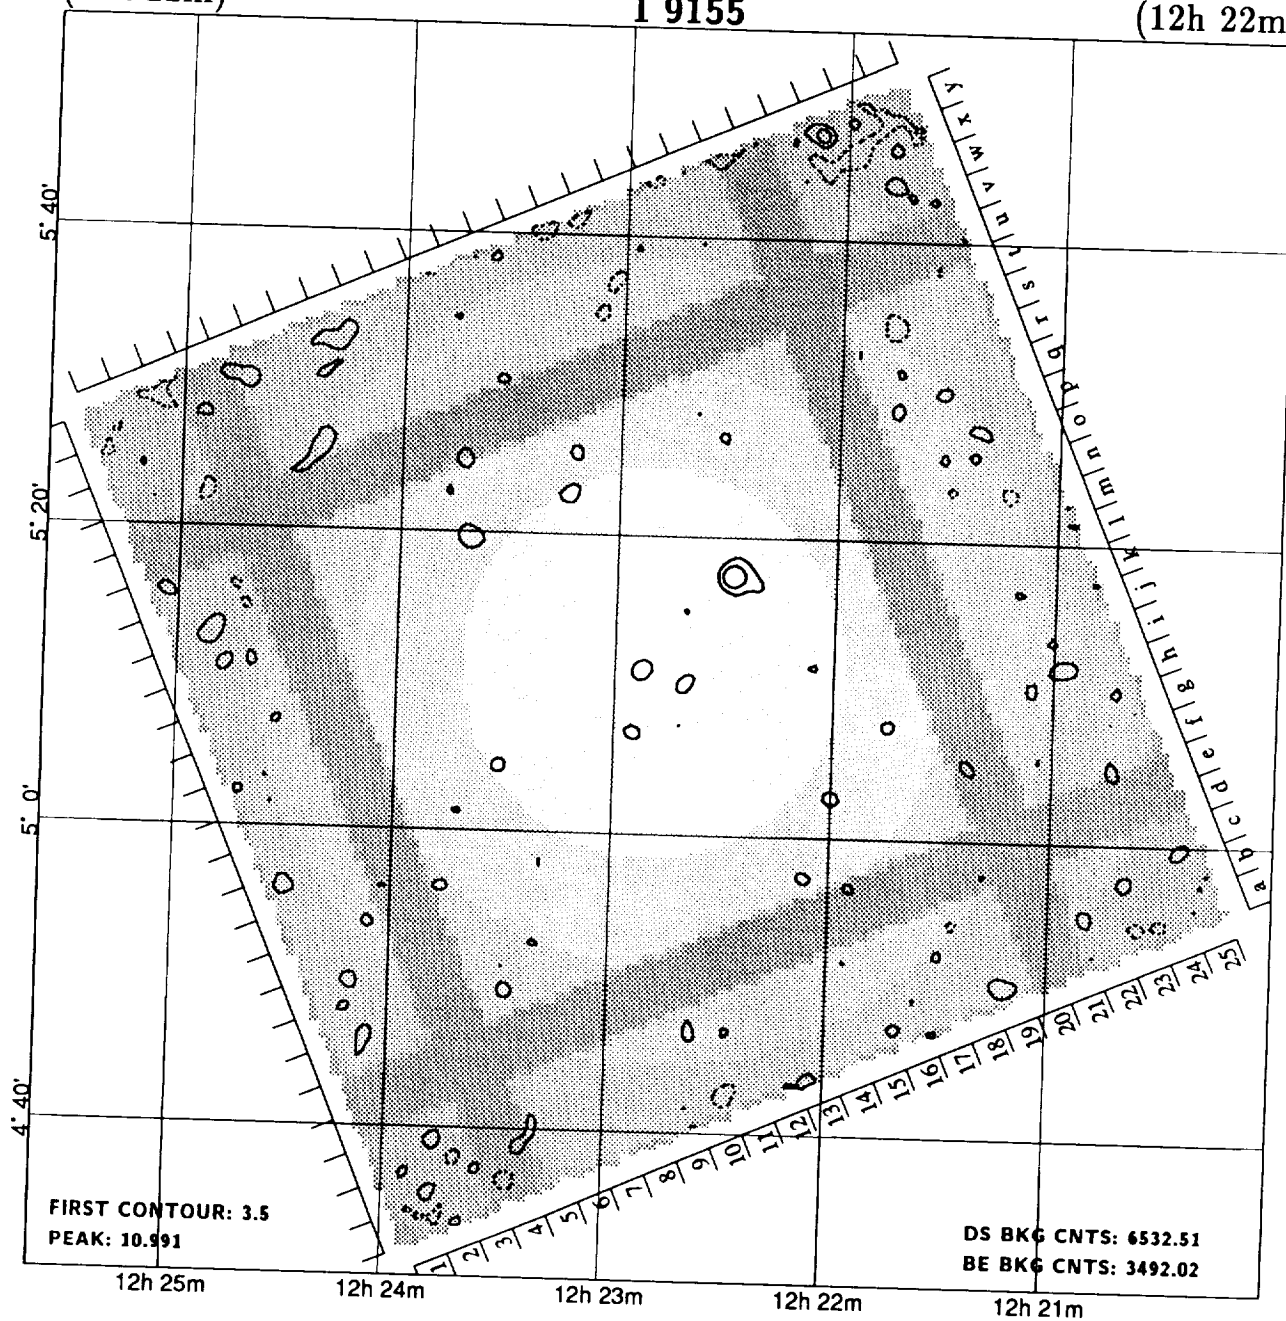 I 9155
(12h 22m
y
x
w
v
u
t
s
r
q
p
o
n
m
l
k
j
i
h
g
f
e
d
c
b
a
5° 40'
5° 20'
5° 0'
4° 40'
1 2 3 4 5 6 7 8 9 10 11 12 13 14 15 16 17 18 19 20 21 22 23 24 25
FIRST CONTOUR: 3.5
PEAK: 10.991
DS BKG CNTS: 6532.51
BE BKG CNTS: 3492.02
12h 25m 12h 24m 12h 23m 12h 22m 12h 21m